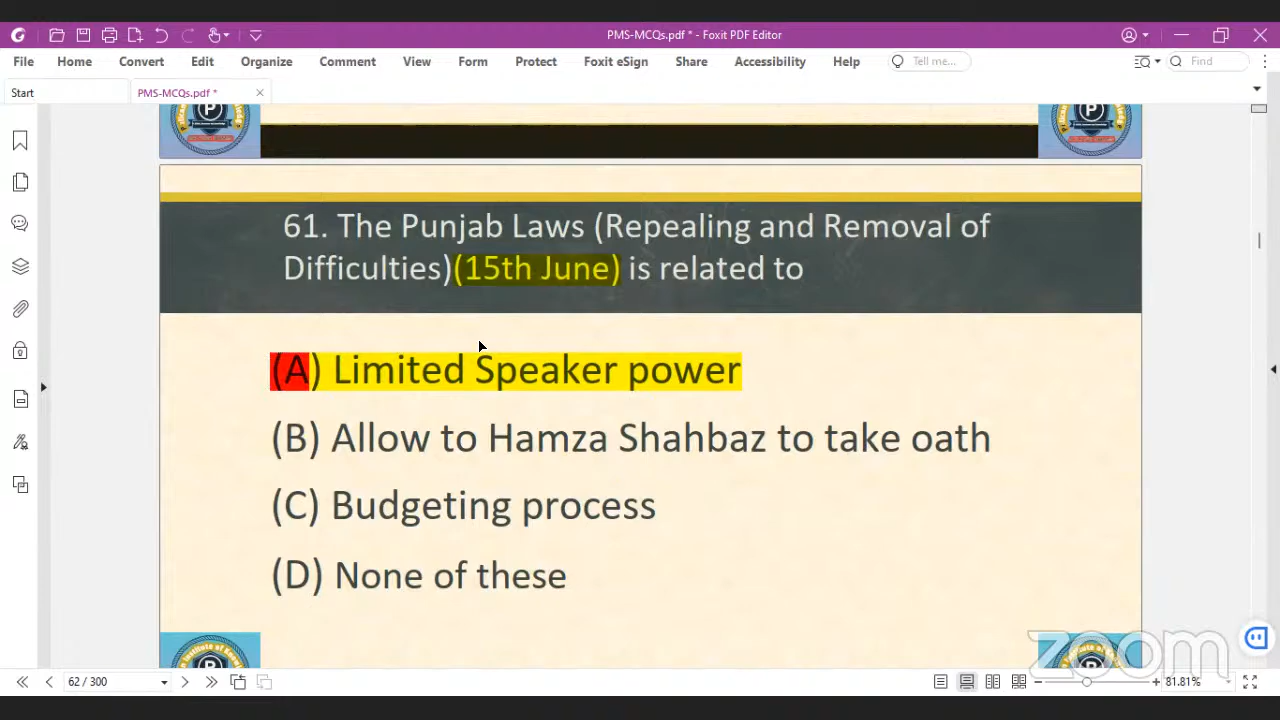 PMS-MCQs.pdf * - Foxit PDF Editor
File Home Convert Edit Organize Comment View Form Protect Foxit eSign Share Accessibility Help Tell me... Find
Start PMS-MCQs.pdf *
61. The Punjab Laws (Repealing and Removal of
Difficulties)(15th June) is related to
(A) Limited Speaker power
(B) Allow to Hamza Shahbaz to take oath
(C) Budgeting process
(D) None of these
zoom
62 / 300 81.81%